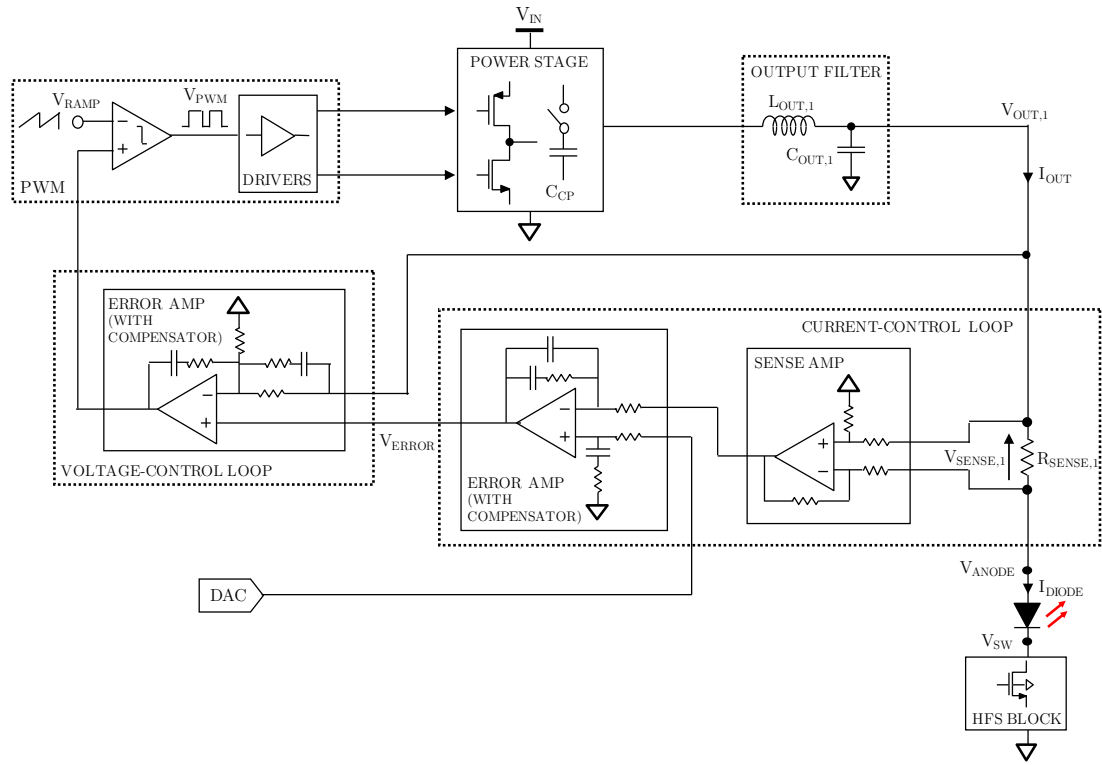 V_IN
POWER STAGE
C_CP
OUTPUT FILTER
L_OUT,1
C_OUT,1
V_OUT,1
I_OUT
V_RAMP
V_PWM
− +
PWM
DRIVERS
ERROR AMP
(WITH
COMPENSATOR)
− +
VOLTAGE-CONTROL LOOP
V_ERROR
CURRENT-CONTROL LOOP
− +
ERROR AMP
(WITH
COMPENSATOR)
SENSE AMP
+ −
V_SENSE,1
R_SENSE,1
DAC
V_ANODE
I_DIODE
V_SW
HFS BLOCK